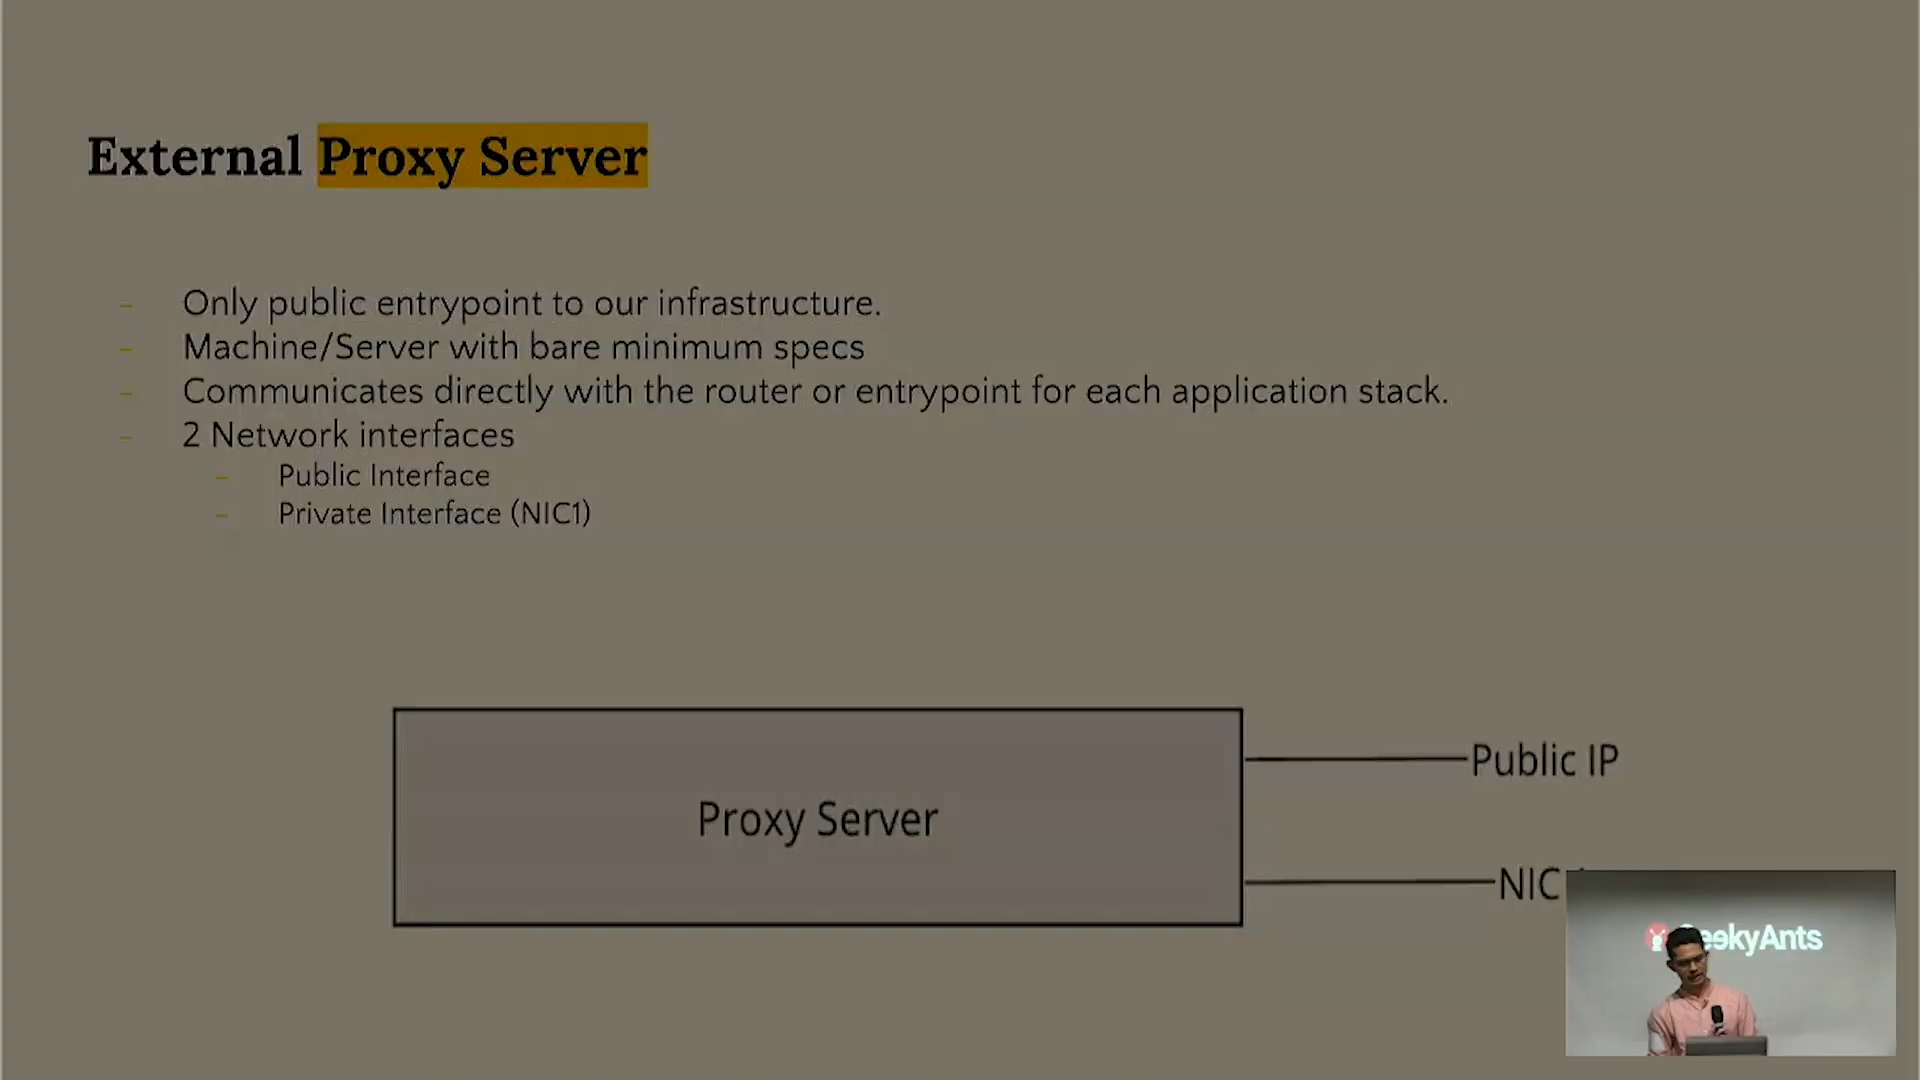 External Proxy Server
- Only public entrypoint to our infrastructure.
- Machine/Server with bare minimum specs
- Communicates directly with the router or entrypoint for each application stack.
- 2 Network interfaces
- Public Interface
- Private Interface (NIC1)
Proxy Server
Public IP
NIC
eekyAnts